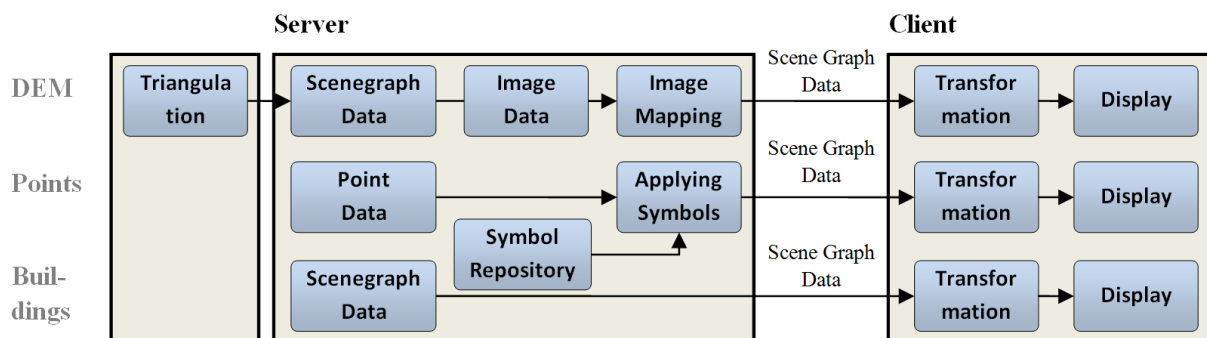 Server
Client
DEM
Triangula
tion
Scenegraph
Data
Image
Data
Image
Mapping
Scene Graph
Data
Transfor
mation
Display
Points
Point
Data
Applying
Symbols
Scene Graph
Data
Transfor
mation
Display
Symbol
Repository
Buil-
dings
Scenegraph
Data
Scene Graph
Data
Transfor
mation
Display